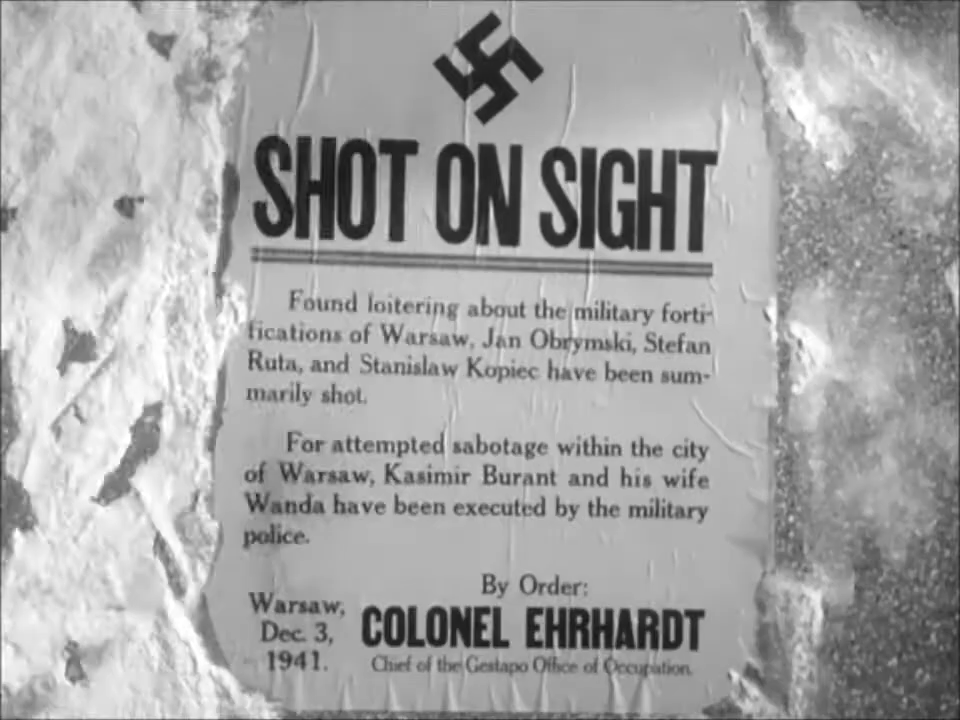 SHOT ON SIGHT
Found loitering about the military forti-
fications of Warsaw, Jan Obrymski, Stefan
Ruta, and Stanislaw Kopiec have been sum-
marily shot.
For attempted sabotage within the city
of Warsaw, Kasimir Burant and his wife
Wanda have been executed by the military
police.
By Order:
Warsaw,
Dec. 3,
1941.
COLONEL EHRHARDT
Chief of the Gestapo Office of Occupation.